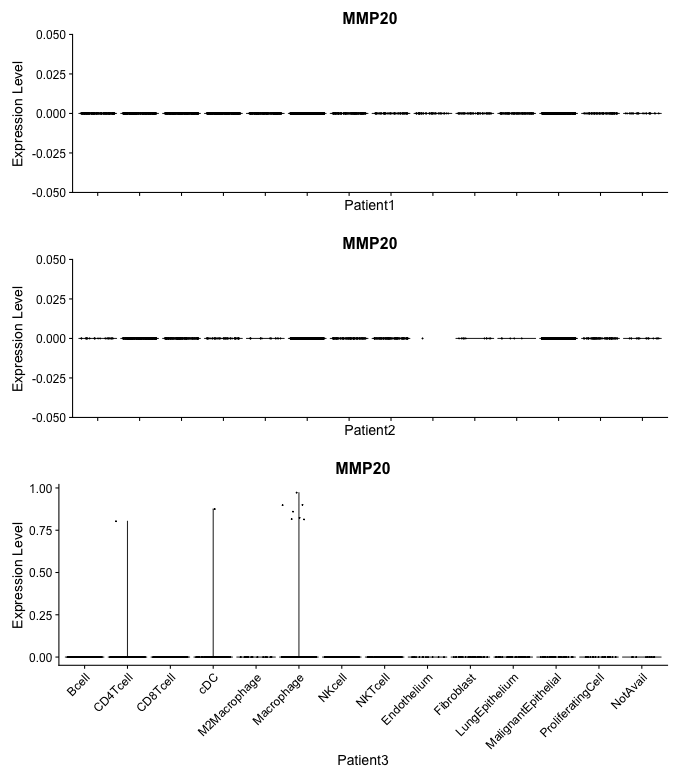 MMP20
0.050
0.025
0.000
-0.025
-0.050
Expression Level
Patient1
MMP20
0.050
0.025
0.000
-0.025
-0.050
Expression Level
Patient2
MMP20
1.00
0.75
0.50
0.25
0.00
Expression Level
Bcell
CD4Tcell
CD8Tcell
cDC
M2Macrophage
Macrophage
NKcell
NKTcell
Endothelium
Fibroblast
LungEpithelium
MalignantEpithelial
ProliferatingCell
NotAvail
Patient3